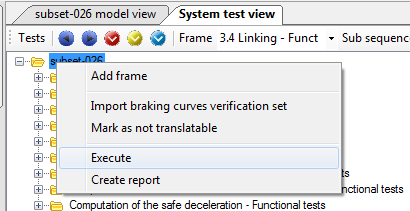 subset-026 model view
System test view
Tests
Frame 3.4 Linking - Funct Sub sequenc
subset-026
Add frame
Import braking curves verification set
Mark as not translatable
Execute
nctional tests
Create report
Computation of the safe deceleration - Functional tests